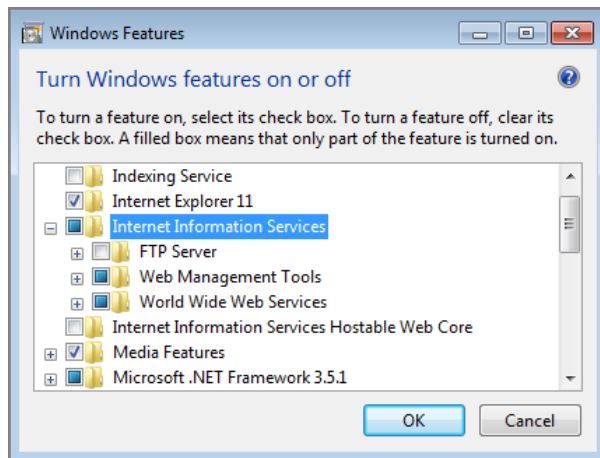 Windows Features
Turn Windows features on or off
To turn a feature on, select its check box. To turn a feature off, clear its
check box. A filled box means that only part of the feature is turned on.
Indexing Service
Internet Explorer 11
Internet Information Services
FTP Server
Web Management Tools
World Wide Web Services
Internet Information Services Hostable Web Core
Media Features
Microsoft .NET Framework 3.5.1
OK Cancel